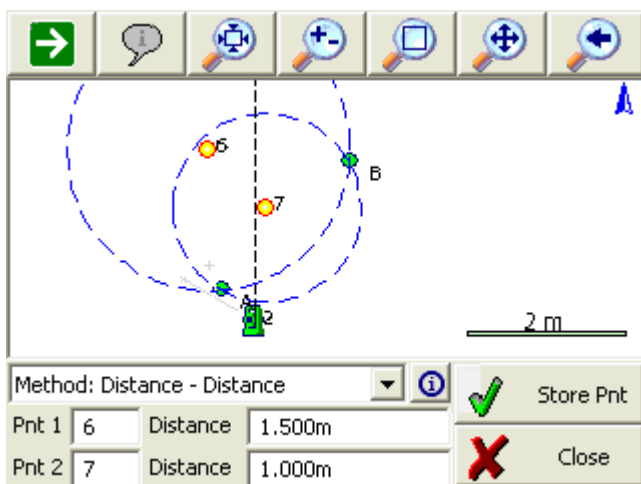 6
B
7
A
2
2 m
Method: Distance - Distance
Store Pnt
Pnt 1 6 Distance 1.500m
Close
Pnt 2 7 Distance 1.000m